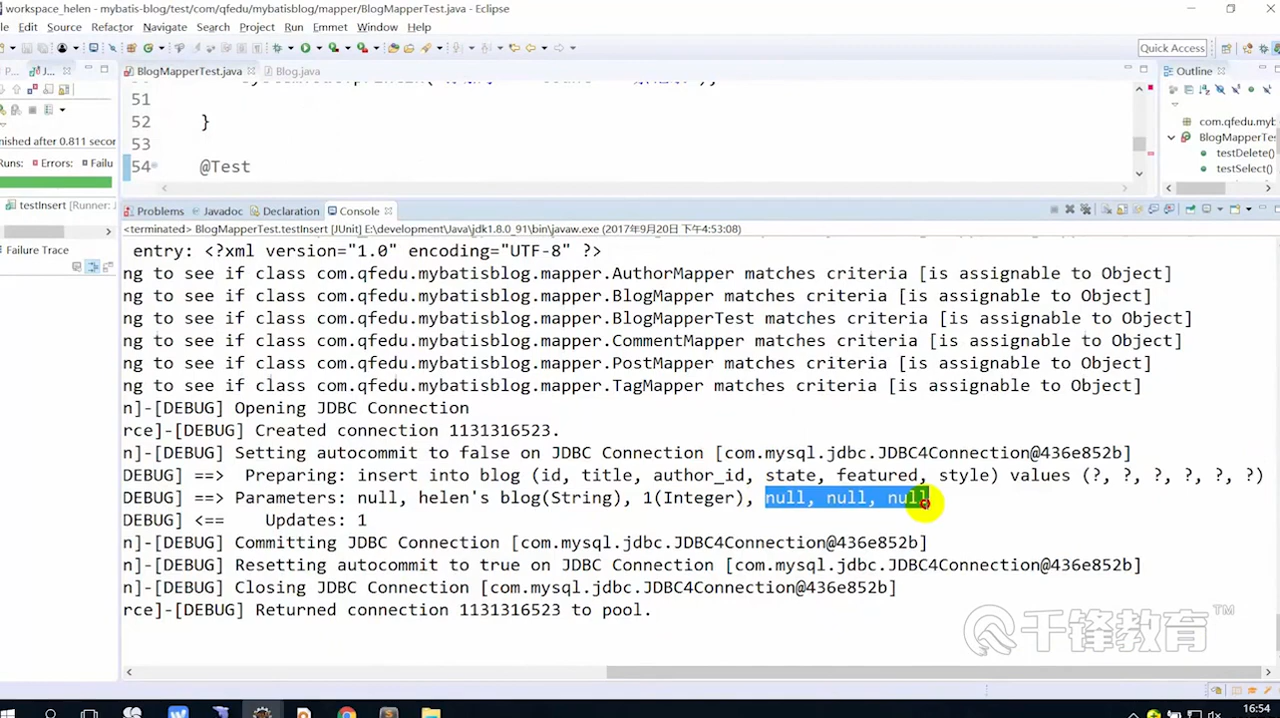 workspace_helen - mybatis-blog/test/com/qfedu/mybatisblog/mapper/BlogMapperTest.java - Eclipse
Edit Source Refactor Navigate Search Project Run Emmet Window Help
Quick Access
P... J...
BlogMapperTest.java Blog.java
Outline
51
52 }
53
54 @Test
com.qfedu.myb
BlogMapperTes
testDelete()
testSelect()
nished after 0.811 secor
Runs: Errors: Failu
testInsert [Runner: J
Failure Trace
Problems Javadoc Declaration Console
<terminated> BlogMapperTest.testInsert [JUnit] E:\development\Java\jdk1.8.0_91\bin\javaw.exe (2017年9月20日 下午4:53:08)
entry: <?xml version="1.0" encoding="UTF-8" ?>
ng to see if class com.qfedu.mybatisblog.mapper.AuthorMapper matches criteria [is assignable to Object]
ng to see if class com.qfedu.mybatisblog.mapper.BlogMapper matches criteria [is assignable to Object]
ng to see if class com.qfedu.mybatisblog.mapper.BlogMapperTest matches criteria [is assignable to Object]
ng to see if class com.qfedu.mybatisblog.mapper.CommentMapper matches criteria [is assignable to Object]
ng to see if class com.qfedu.mybatisblog.mapper.PostMapper matches criteria [is assignable to Object]
ng to see if class com.qfedu.mybatisblog.mapper.TagMapper matches criteria [is assignable to Object]
n]-[DEBUG] Opening JDBC Connection
rce]-[DEBUG] Created connection 1131316523.
n]-[DEBUG] Setting autocommit to false on JDBC Connection [com.mysql.jdbc.JDBC4Connection@436e852b]
DEBUG] ==> Preparing: insert into blog (id, title, author_id, state, featured, style) values (?, ?, ?, ?, ?, ?)
DEBUG] ==> Parameters: null, helen's blog(String), 1(Integer), null, null, null
DEBUG] <== Updates: 1
n]-[DEBUG] Committing JDBC Connection [com.mysql.jdbc.JDBC4Connection@436e852b]
n]-[DEBUG] Resetting autocommit to true on JDBC Connection [com.mysql.jdbc.JDBC4Connection@436e852b]
n]-[DEBUG] Closing JDBC Connection [com.mysql.jdbc.JDBC4Connection@436e852b]
rce]-[DEBUG] Returned connection 1131316523 to pool.
千锋教育 TM
16:54